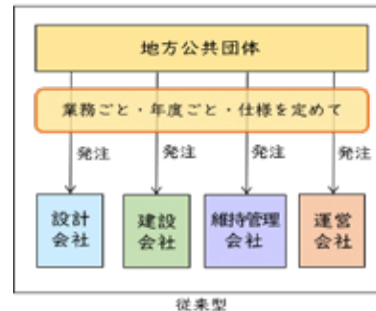 地方公共団体
業務ごと・年度ごと・仕様を定めて
発注 発注 発注 発注
設計 建設 維持管理 運営
会社 会社 会社 会社
従来型